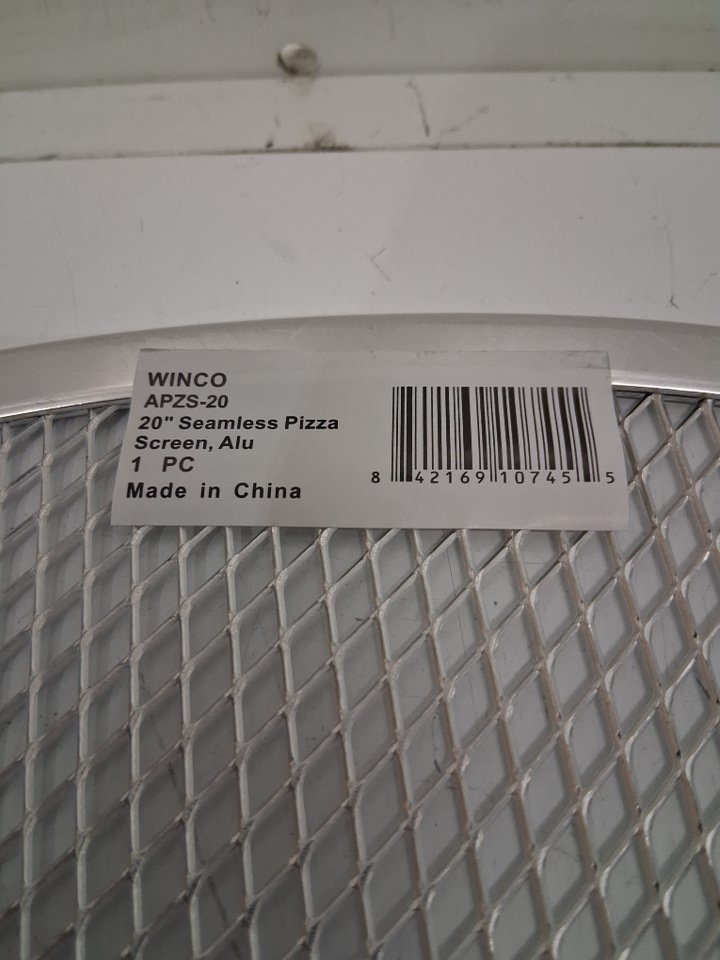 WINCO
APZS-20
20" Seamless Pizza
Screen, Alu
1 PC
Made in China
8 42169 10745 5